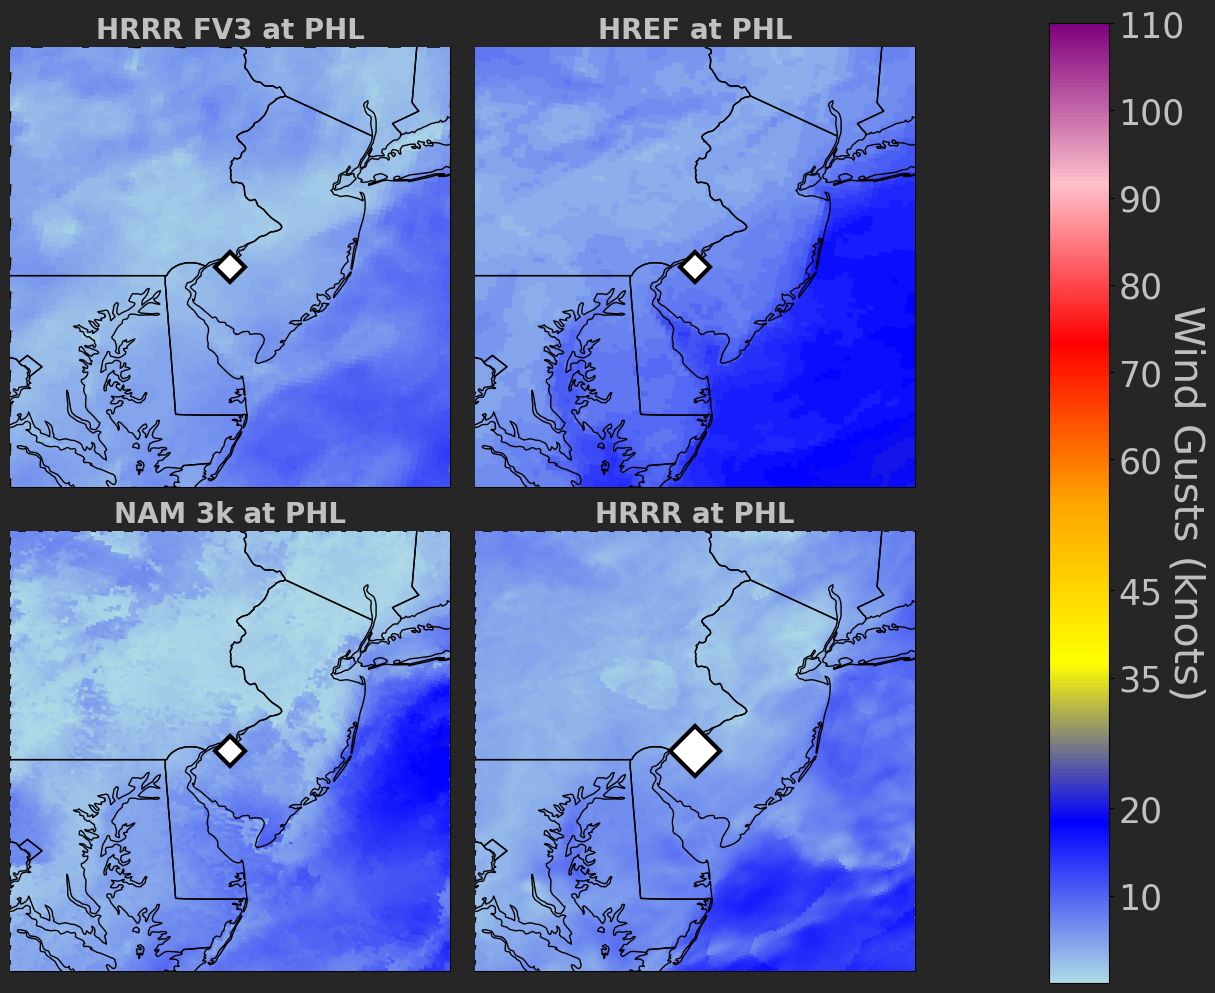 HRRR FV3 at PHL
HREF at PHL
NAM 3k at PHL
HRRR at PHL
110
100
90
80
70
60
45
35
20
10
Wind Gusts (knots)